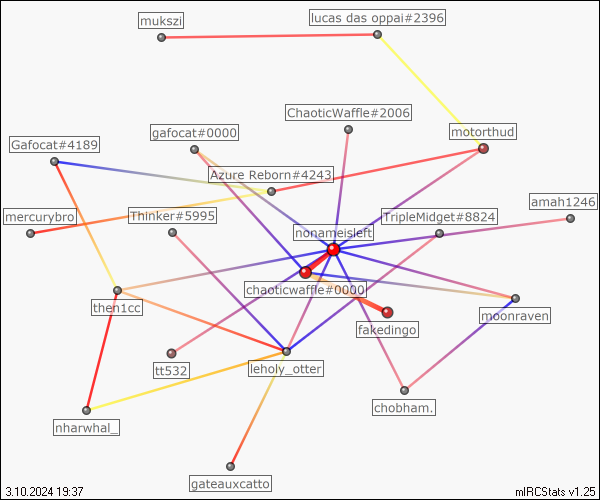 mukszi
lucas das oppai#2396
ChaoticWaffle#2006
gafocat#0000
motorthud
Gafocat#4189
Azure Reborn#4243
amah1246
mercurybro
Thinker#5995
TripleMidget#8824
nonameisleft
chaoticwaffle#0000
then1cc
moonraven
fakedingo
tt532
leholy_otter
chobham.
nharwhal_
gateauxcatto
3.10.2024 19:37
mIRCStats v1.25